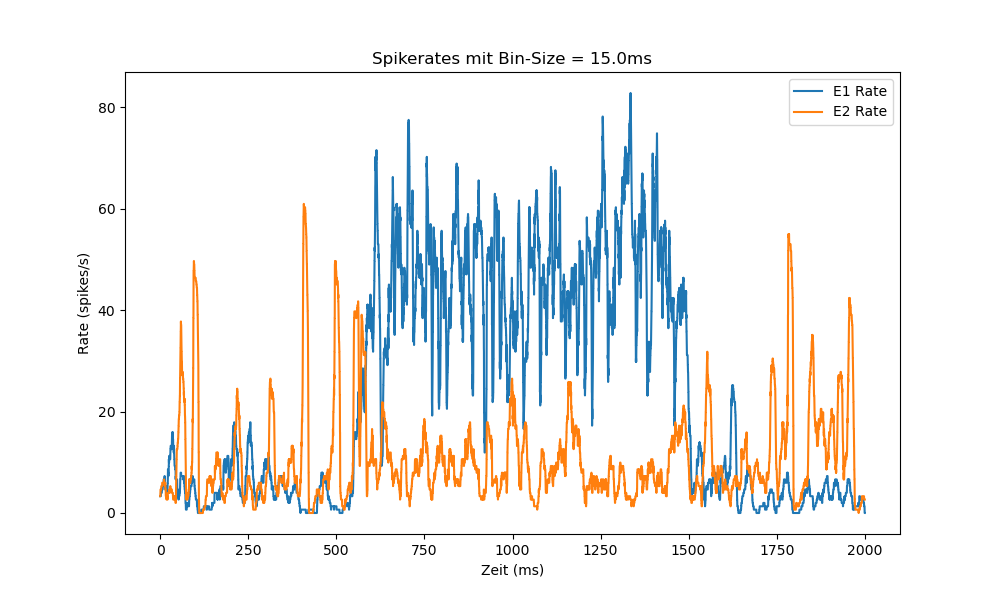 Spikerates mit Bin-Size = 15.0ms
E1 Rate
E2 Rate
80
60
40
20
0
Rate (spikes/s)
0 250 500 750 1000 1250 1500 1750 2000
Zeit (ms)